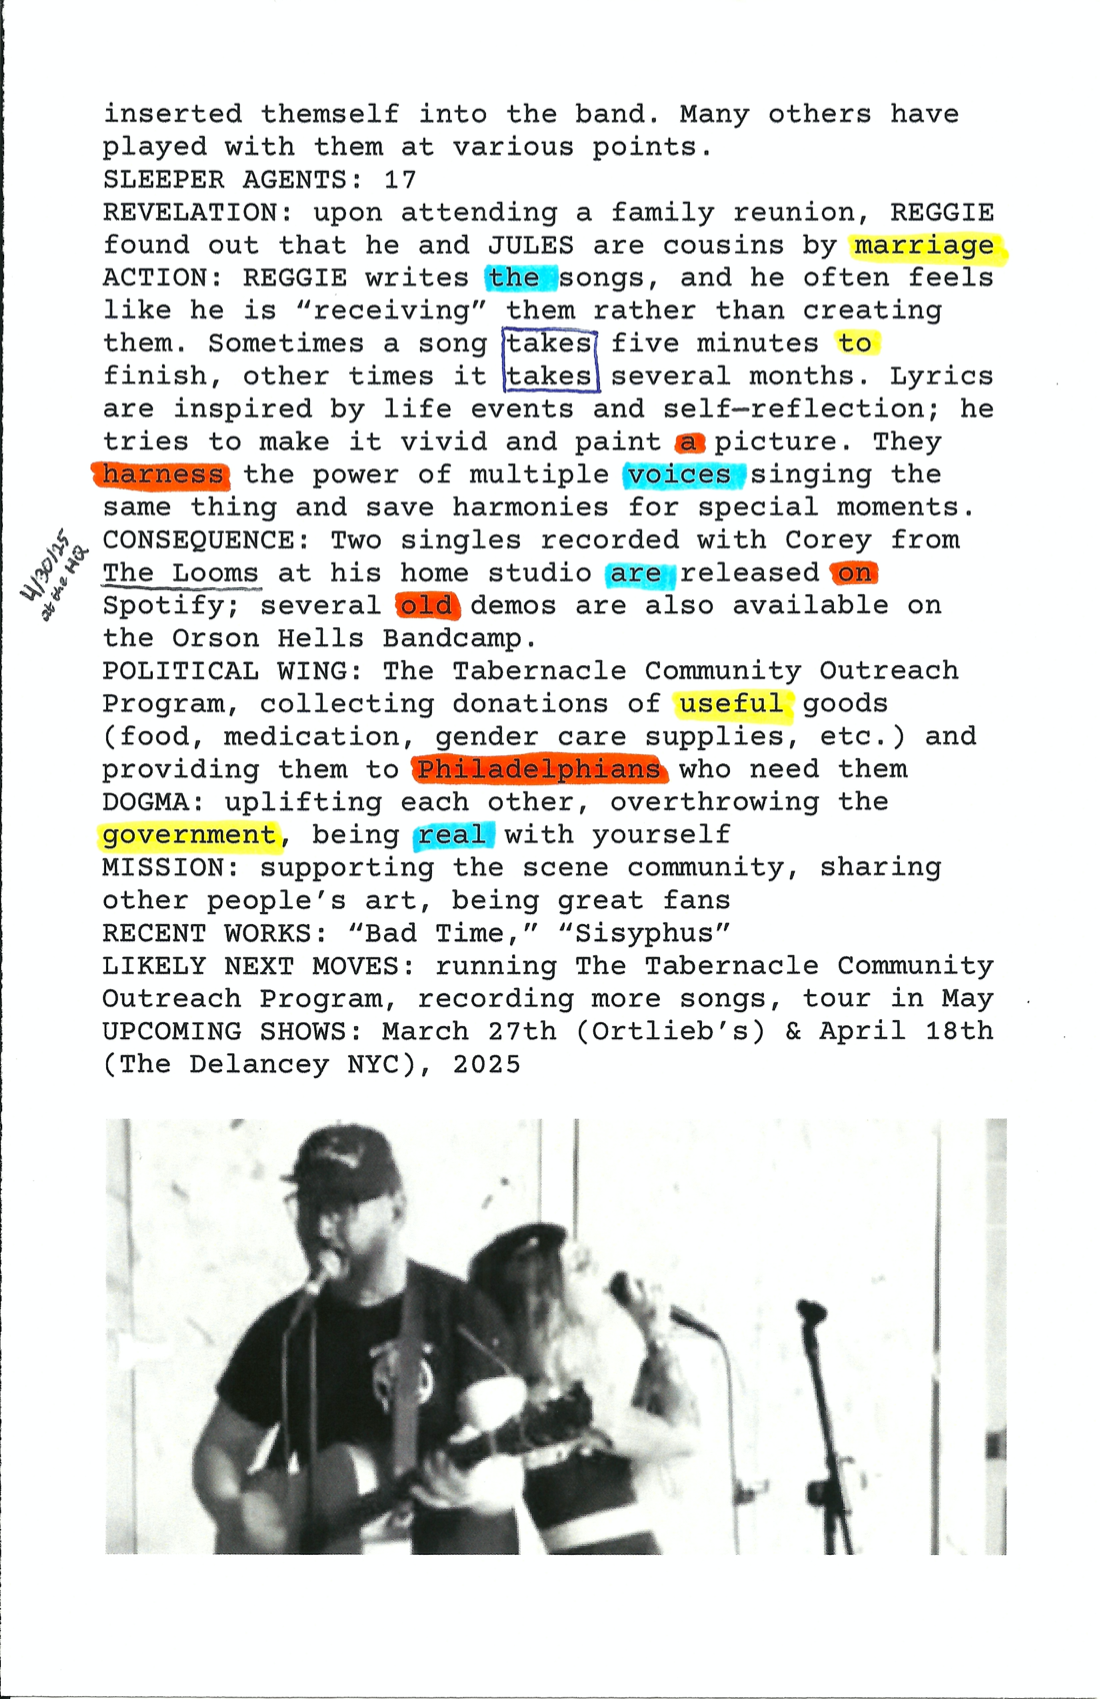 inserted themself into the band. Many others have
played with them at various points.
SLEEPER AGENTS: 17
REVELATION: upon attending a family reunion, REGGIE
found out that he and JULES are cousins by marriage
ACTION: REGGIE writes the songs, and he often feels
like he is “receiving” them rather than creating
them. Sometimes a song takes five minutes to
finish, other times it takes several months. Lyrics
are inspired by life events and self—reflection; he
tries to make it vivid and paint a picture. They
harness the power of multiple voices singing the
same thing and save harmonies for special moments.
4/30/25
at the HQ
CONSEQUENCE: Two singles recorded with Corey from
The Looms at his home studio are released on
Spotify; several old demos are also available on
the Orson Hells Bandcamp.
POLITICAL WING: The Tabernacle Community Outreach
Program, collecting donations of useful goods
(food, medication, gender care supplies, etc.) and
providing them to Philadelphians who need them
DOGMA: uplifting each other, overthrowing the
government, being real with yourself
MISSION: supporting the scene community, sharing
other people’s art, being great fans
RECENT WORKS: “Bad Time,” “Sisyphus”
LIKELY NEXT MOVES: running The Tabernacle Community
Outreach Program, recording more songs, tour in May
UPCOMING SHOWS: March 27th (Ortlieb’s) & April 18th
(The Delancey NYC), 2025